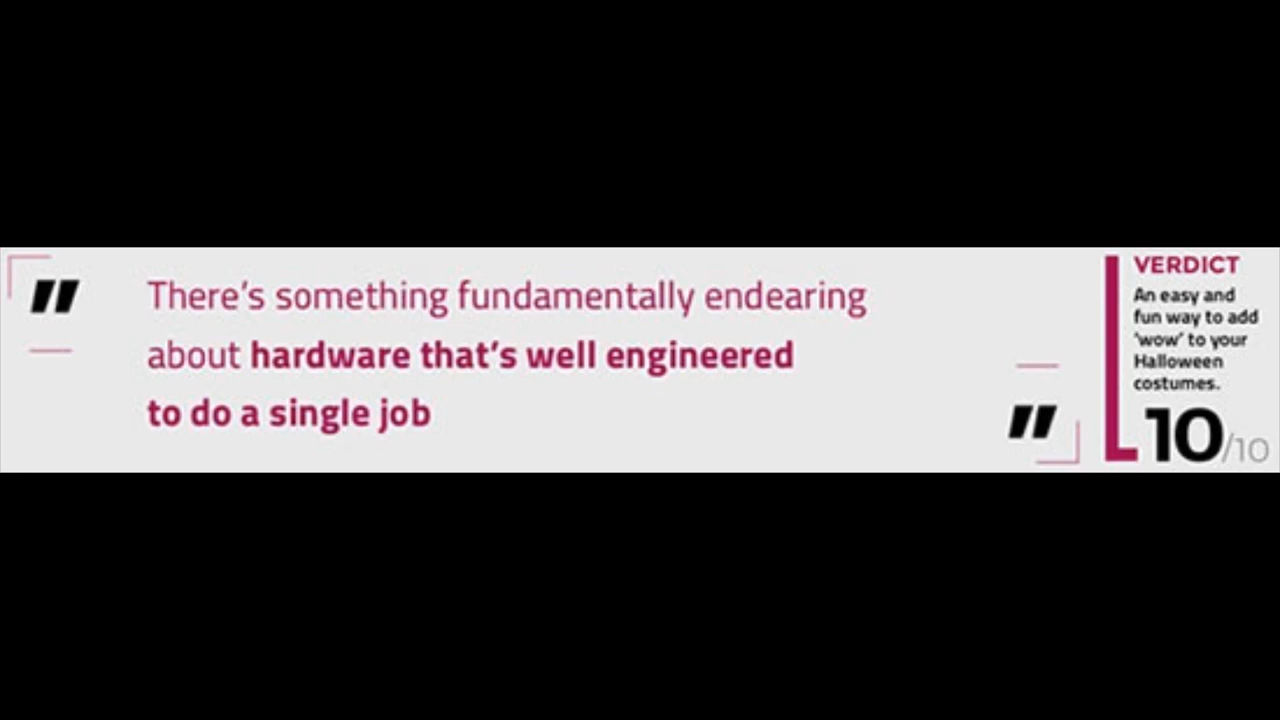 "
There's something fundamentally endearing
about hardware that's well engineered
to do a single job
"
VERDICT
An easy and
fun way to add
'wow' to your
Halloween
costumes.
10/10